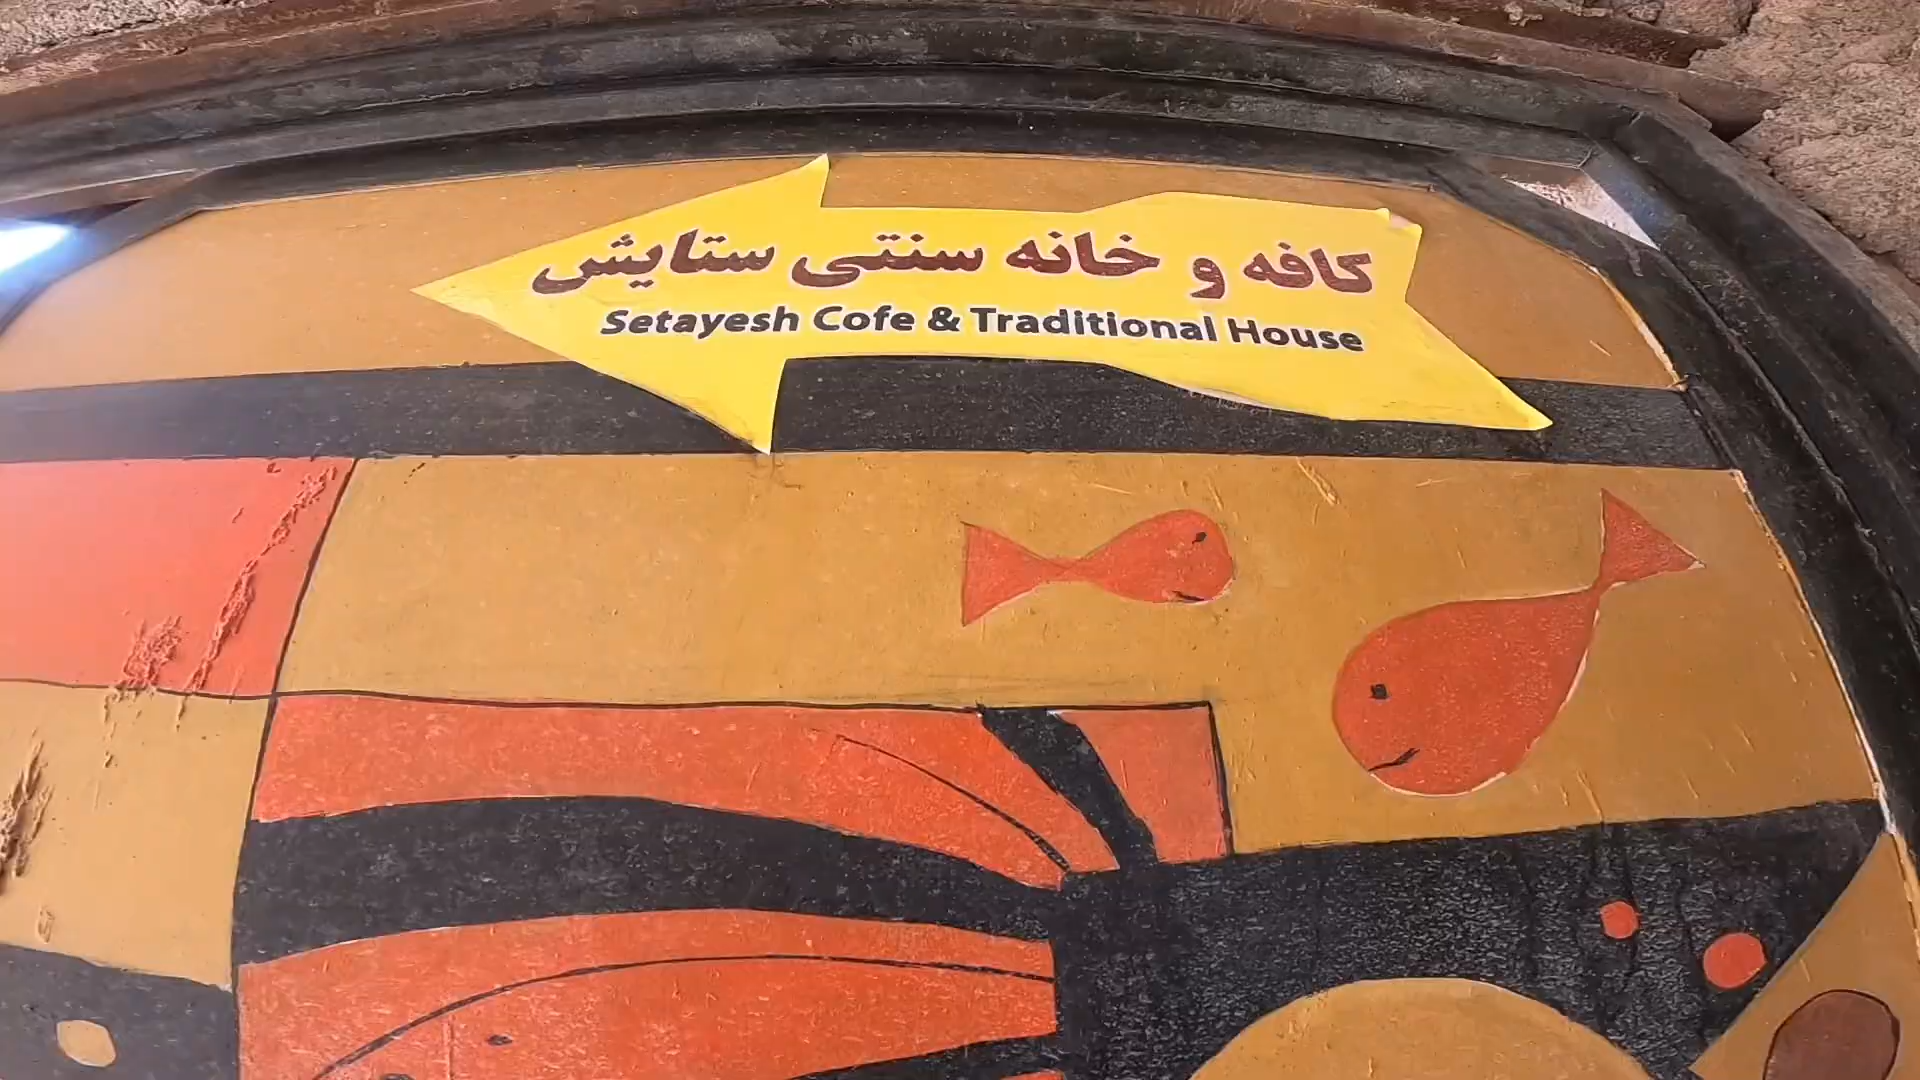 کافه و خانه سنتی ستایش
Setayesh Cofe & Traditional House